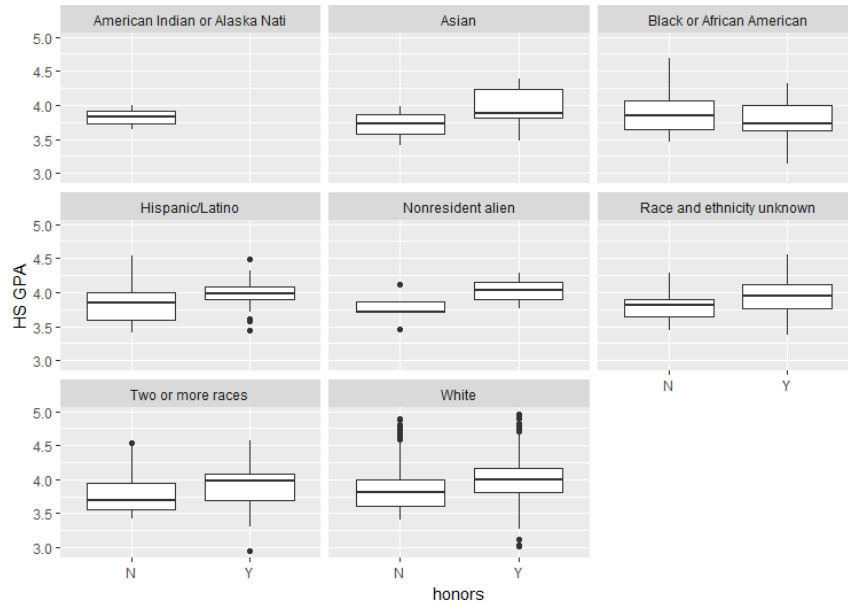 American Indian or Alaska Nati
Asian
Black or African American
5.0
4.5
4.0
3.5
3.0
Hispanic/Latino
Nonresident alien
Race and ethnicity unknown
5.0
4.5
4.0
3.5
3.0
HS GPA
N
Y
Two or more races
White
5.0
4.5
4.0
3.5
3.0
N
Y
N
Y
honors